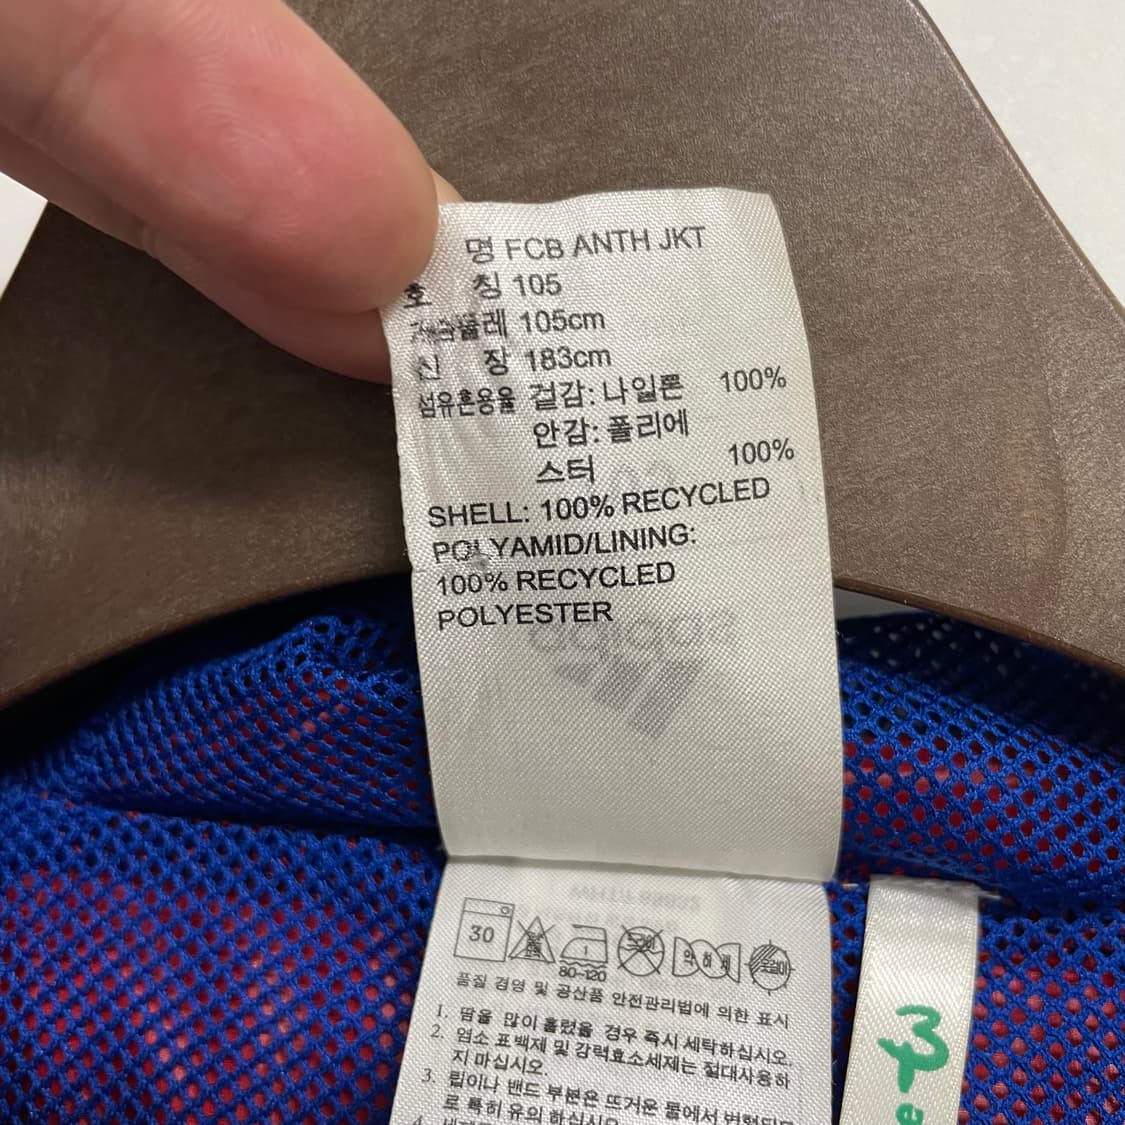 명 FCB ANTH JKT
호 칭 105
가슴둘레 105cm
신 장 183cm
섬유혼용율 겉감: 나일론 100%
안감: 폴리에
스터 100%
SHELL: 100% RECYCLED
POLYAMID/LINING:
100% RECYCLED
POLYESTER
adidas
30
80~120
약하게
품질 경영 및 공산품 안전관리법에 의한 표시
1. 땀을 많이 흘렸을 경우 즉시 세탁하십시오.
2. 염소 표백제 및 강력효소세제는 절대사용하
지 마십시오.
3. 립이나 밴드 부분은 뜨거운 물에서
로 특히 유의 하십시오
4.